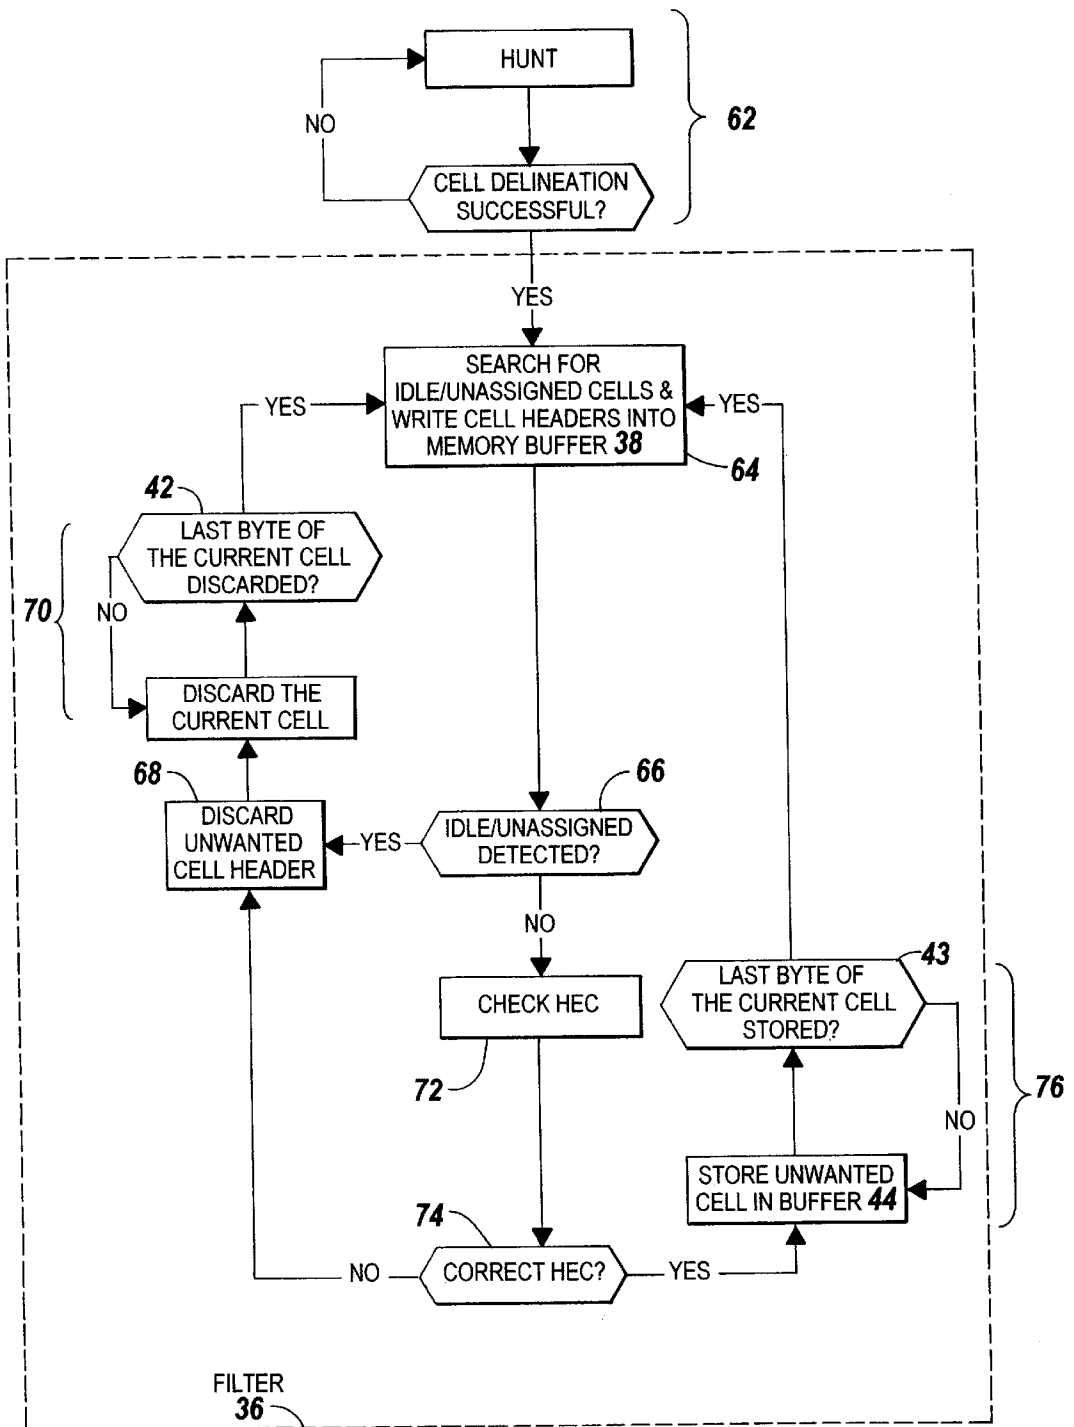 HUNT
NO
62
CELL DELINEATION
SUCCESSFUL?
YES
SEARCH FOR
IDLE/UNASSIGNED CELLS &
WRITE CELL HEADERS INTO
MEMORY BUFFER 38
YES
YES
64
42
LAST BYTE OF
THE CURRENT CELL
DISCARDED?
70
NO
DISCARD THE
CURRENT CELL
68
66
DISCARD
UNWANTED
CELL HEADER
YES
IDLE/UNASSIGNED
DETECTED?
NO
43
LAST BYTE OF
THE CURRENT CELL
STORED?
CHECK HEC
72
76
NO
STORE UNWANTED
CELL IN BUFFER 44
74
NO
CORRECT HEC?
YES
FILTER
36